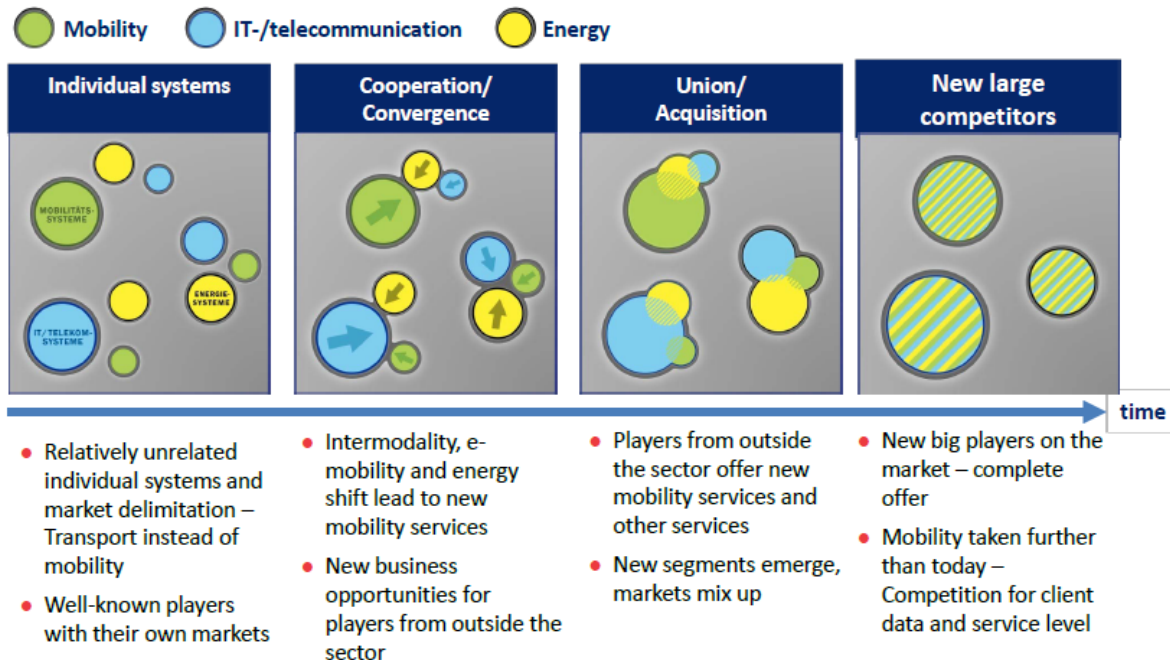 Mobility
IT-/telecommunication
Energy
Individual systems
Cooperation/
Convergence
Union/
Acquisition
New large
competitors
MOBILITÄTS-
SYSTEME
ENERGIE-
SYSTEME
IT/TELEKOM-
SYSTEME
time
• Relatively unrelated
individual systems and
market delimitation –
Transport instead of
mobility
• Well-known players
with their own markets
• Intermodality, e-
mobility and energy
shift lead to new
mobility services
• New business
opportunities for
players from outside the
sector
• Players from outside
the sector offer new
mobility services and
other services
• New segments emerge,
markets mix up
• New big players on the
market – complete
offer
• Mobility taken further
than today –
Competition for client
data and service level